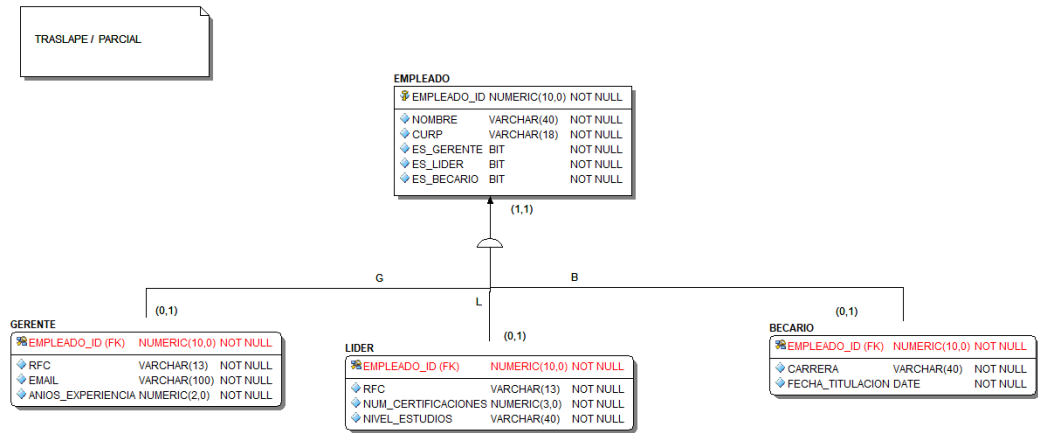 TRASLAPE / PARCIAL
EMPLEADO
EMPLEADO_ID NUMERIC(10,0) NOT NULL
NOMBRE VARCHAR(40) NOT NULL
CURP VARCHAR(18) NOT NULL
ES_GERENTE BIT NOT NULL
ES_LIDER BIT NOT NULL
ES_BECARIO BIT NOT NULL
(1,1)
G
L
B
(0,1)
(0,1)
(0,1)
GERENTE
EMPLEADO_ID (FK) NUMERIC(10,0) NOT NULL
RFC VARCHAR(13) NOT NULL
EMAIL VARCHAR(100) NOT NULL
ANIOS_EXPERIENCIA NUMERIC(2,0) NOT NULL
LIDER
EMPLEADO_ID (FK) NUMERIC(10,0) NOT NULL
RFC VARCHAR(13) NOT NULL
NUM_CERTIFICACIONES NUMERIC(3,0) NOT NULL
NIVEL_ESTUDIOS VARCHAR(40) NOT NULL
BECARIO
EMPLEADO_ID (FK) NUMERIC(10,0) NOT NULL
CARRERA VARCHAR(40) NOT NULL
FECHA_TITULACION DATE NOT NULL